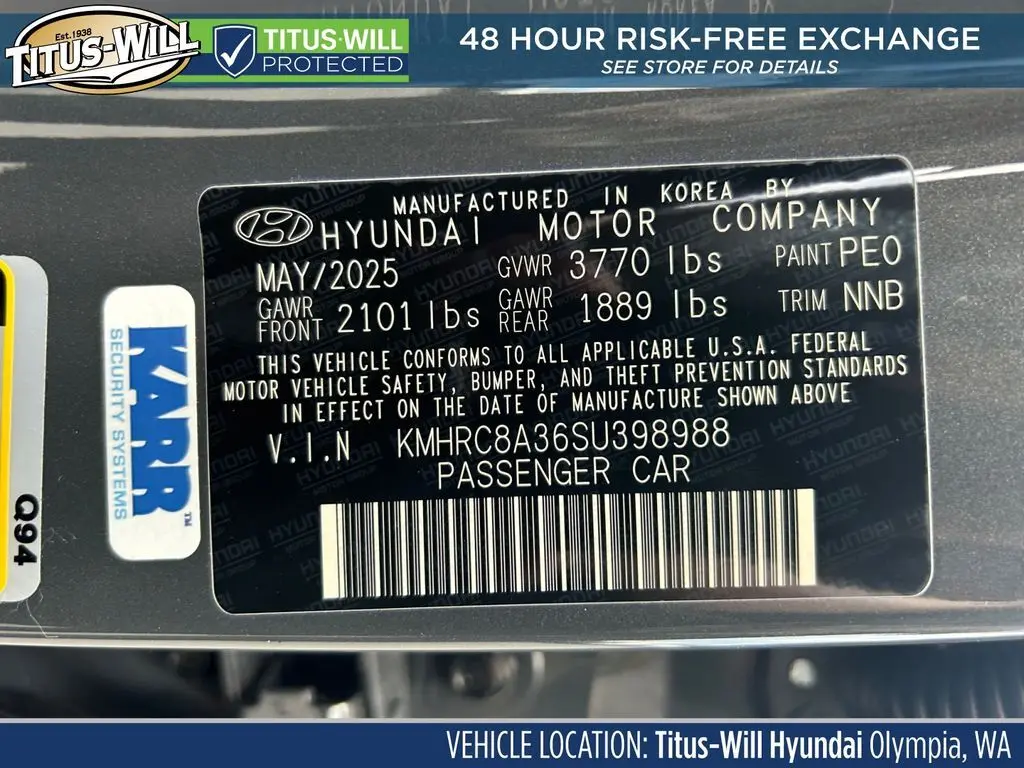 Est.1938
TITUS-WILL
TITUS-WILL
PROTECTED
48 HOUR RISK-FREE EXCHANGE
SEE STORE FOR DETAILS
MANUFACTURED IN KOREA BY
HYUNDAI MOTOR COMPANY
MAY/2025 GVWR 3770 lbs PAINT PE0
GAWR FRONT 2101 lbs GAWR REAR 1889 lbs TRIM NNB
THIS VEHICLE CONFORMS TO ALL APPLICABLE U.S.A. FEDERAL
MOTOR VEHICLE SAFETY, BUMPER, AND THEFT PREVENTION STANDARDS
IN EFFECT ON THE DATE OF MANUFACTURE SHOWN ABOVE
V.I.N KMHRC8A36SU398988
PASSENGER CAR
KARR™
SECURITY SYSTEMS
Q94
VEHICLE LOCATION: Titus-Will Hyundai Olympia, WA